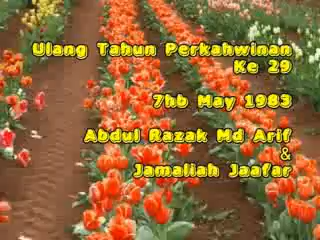 Ulang Tahun Perkahwinan
Ke 29
7hb May 1983
Abdul Razak Md Arif
&
Jamaliah Jaafar